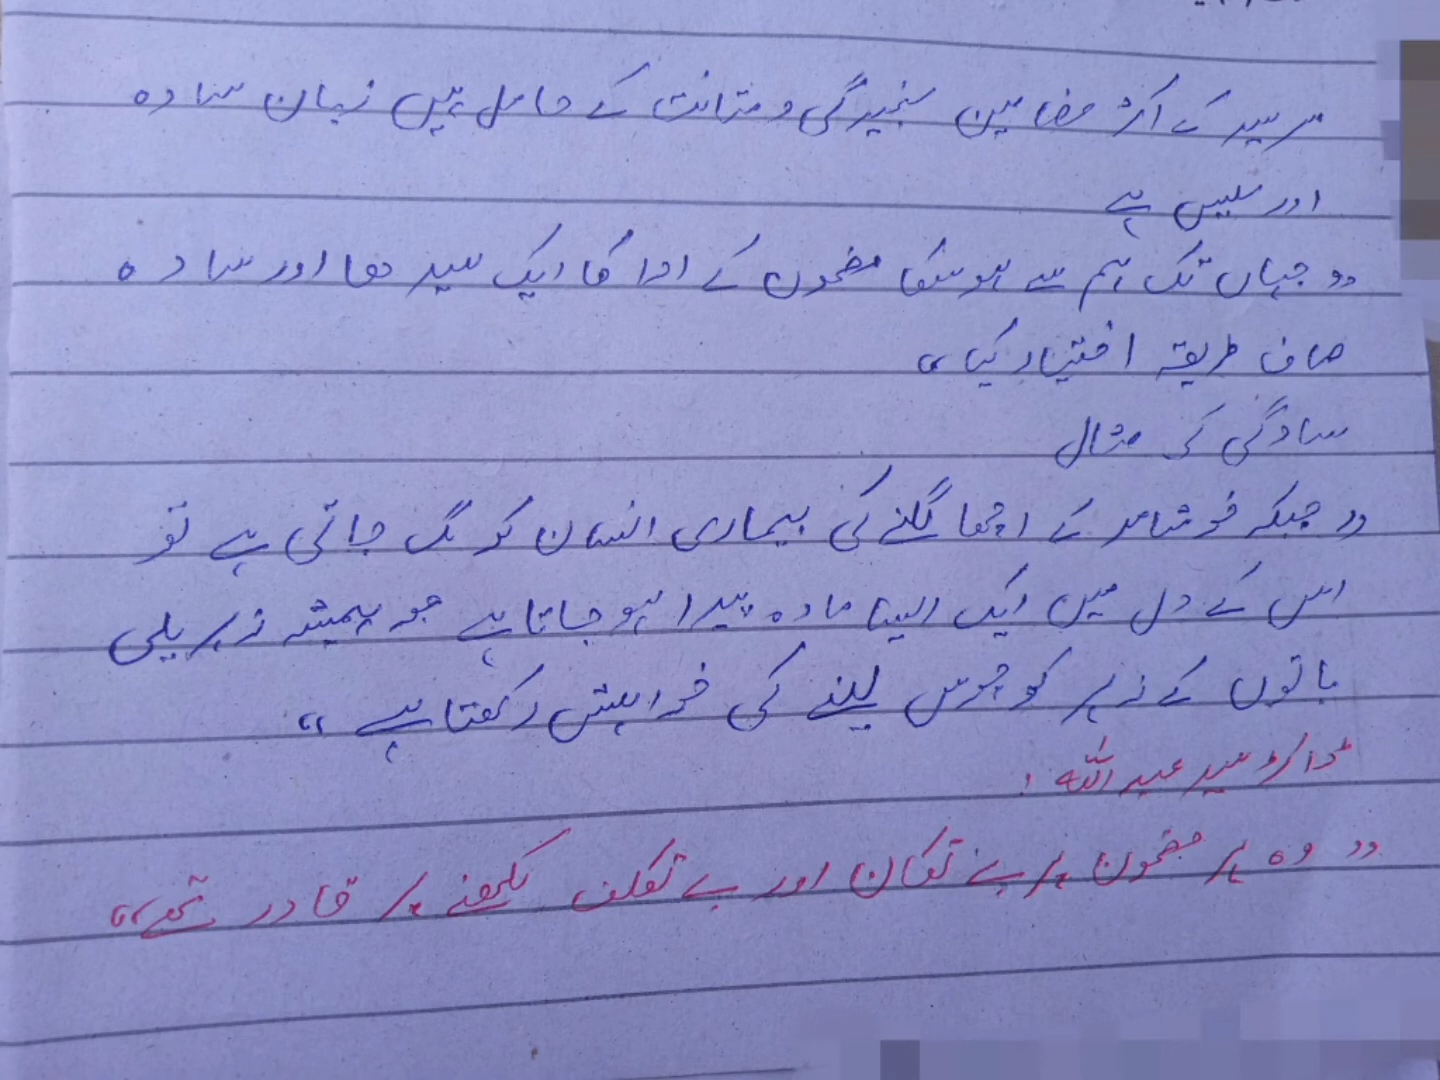 سرسید کے اکثر مضامین سنجیدگی و متانت کے حامل ہیں زبان سادہ
اور سلیس ہے
"جہاں تک ہم سے ہو سکا مضمون کے ادا کا ایک سیدھا اور سادہ
صاف طریقہ اختیار کیا"
سادگی کی مثال
"جبکہ خوشامد کے اچھا لگنے کی بیماری انسان کو لگ جاتی ہے تو
اس کے دل میں ایک ایسا مادہ پیدا ہو جاتا ہے جو ہمیشہ زہریلی
باتوں کے زہر کو چوس لینے کی خواہش رکھتا ہے"
ڈاکٹر سید عبداللہ :
"وہ ہر مضمون پر بے تکان اور بے تکلف لکھنے پر قادر تھے"